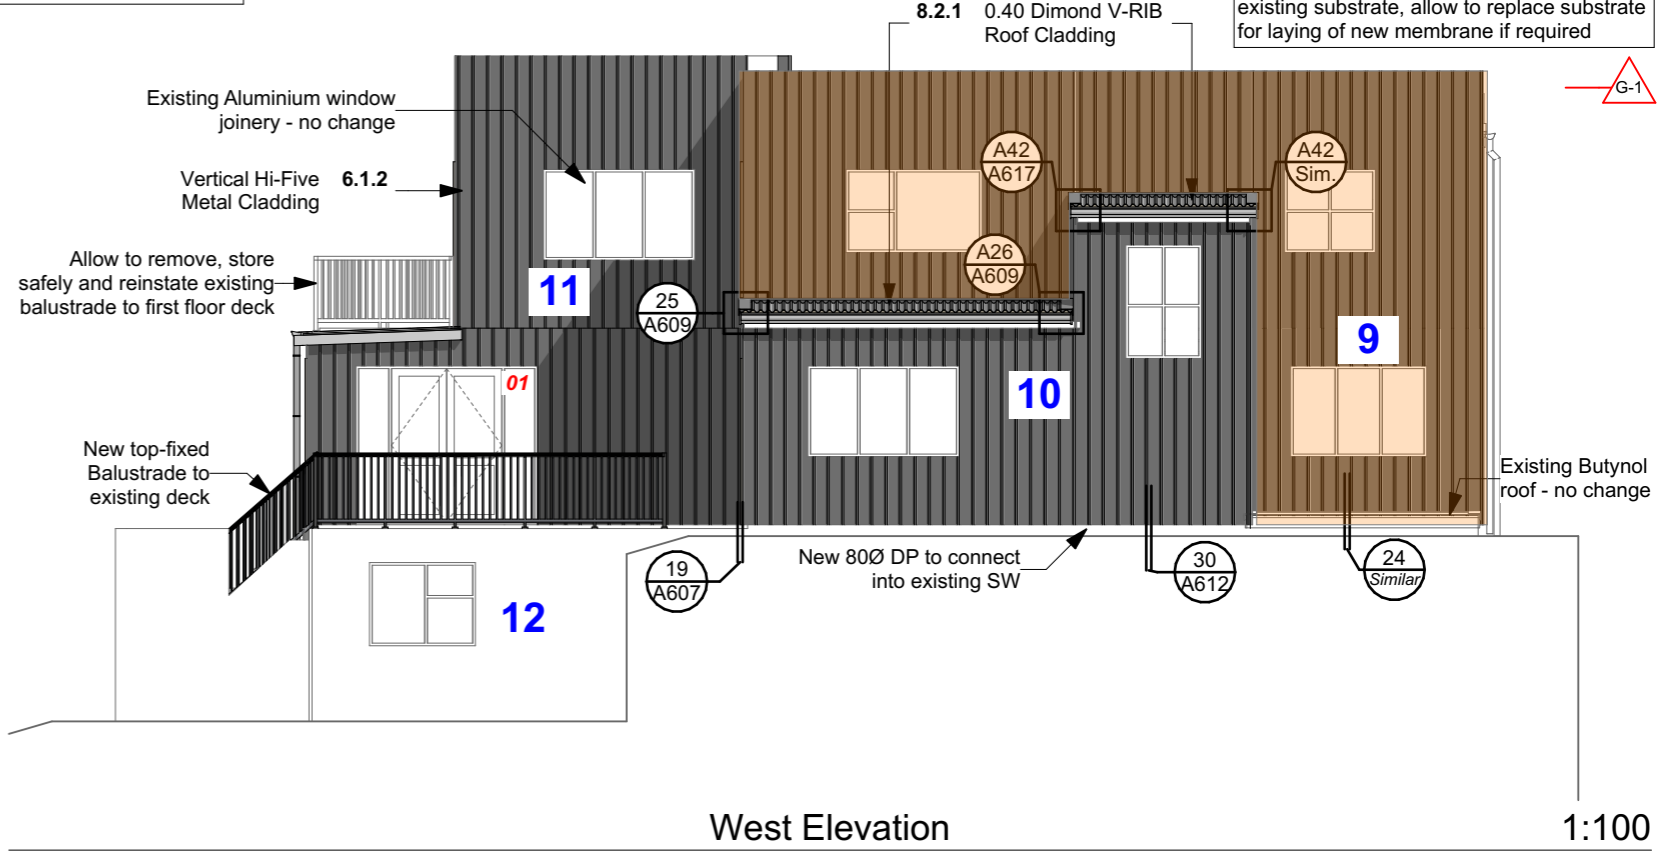 8.2.1 0.40 Dimond V-RIB
Roof Cladding
existing substrate, allow to replace substrate
for laying of new membrane if required
G-1
Existing Aluminium window
joinery - no change
Vertical Hi-Five 6.1.2
Metal Cladding
Allow to remove, store
safely and reinstate existing
balustrade to first floor deck
A42
A617
A42
Sim.
A26
A609
25
A609
11
9
10
01
New top-fixed
Balustrade to
existing deck
Existing Butynol
roof - no change
New 80Ø DP to connect
into existing SW
19
A607
30
A612
24
Similar
12
West Elevation
1:100